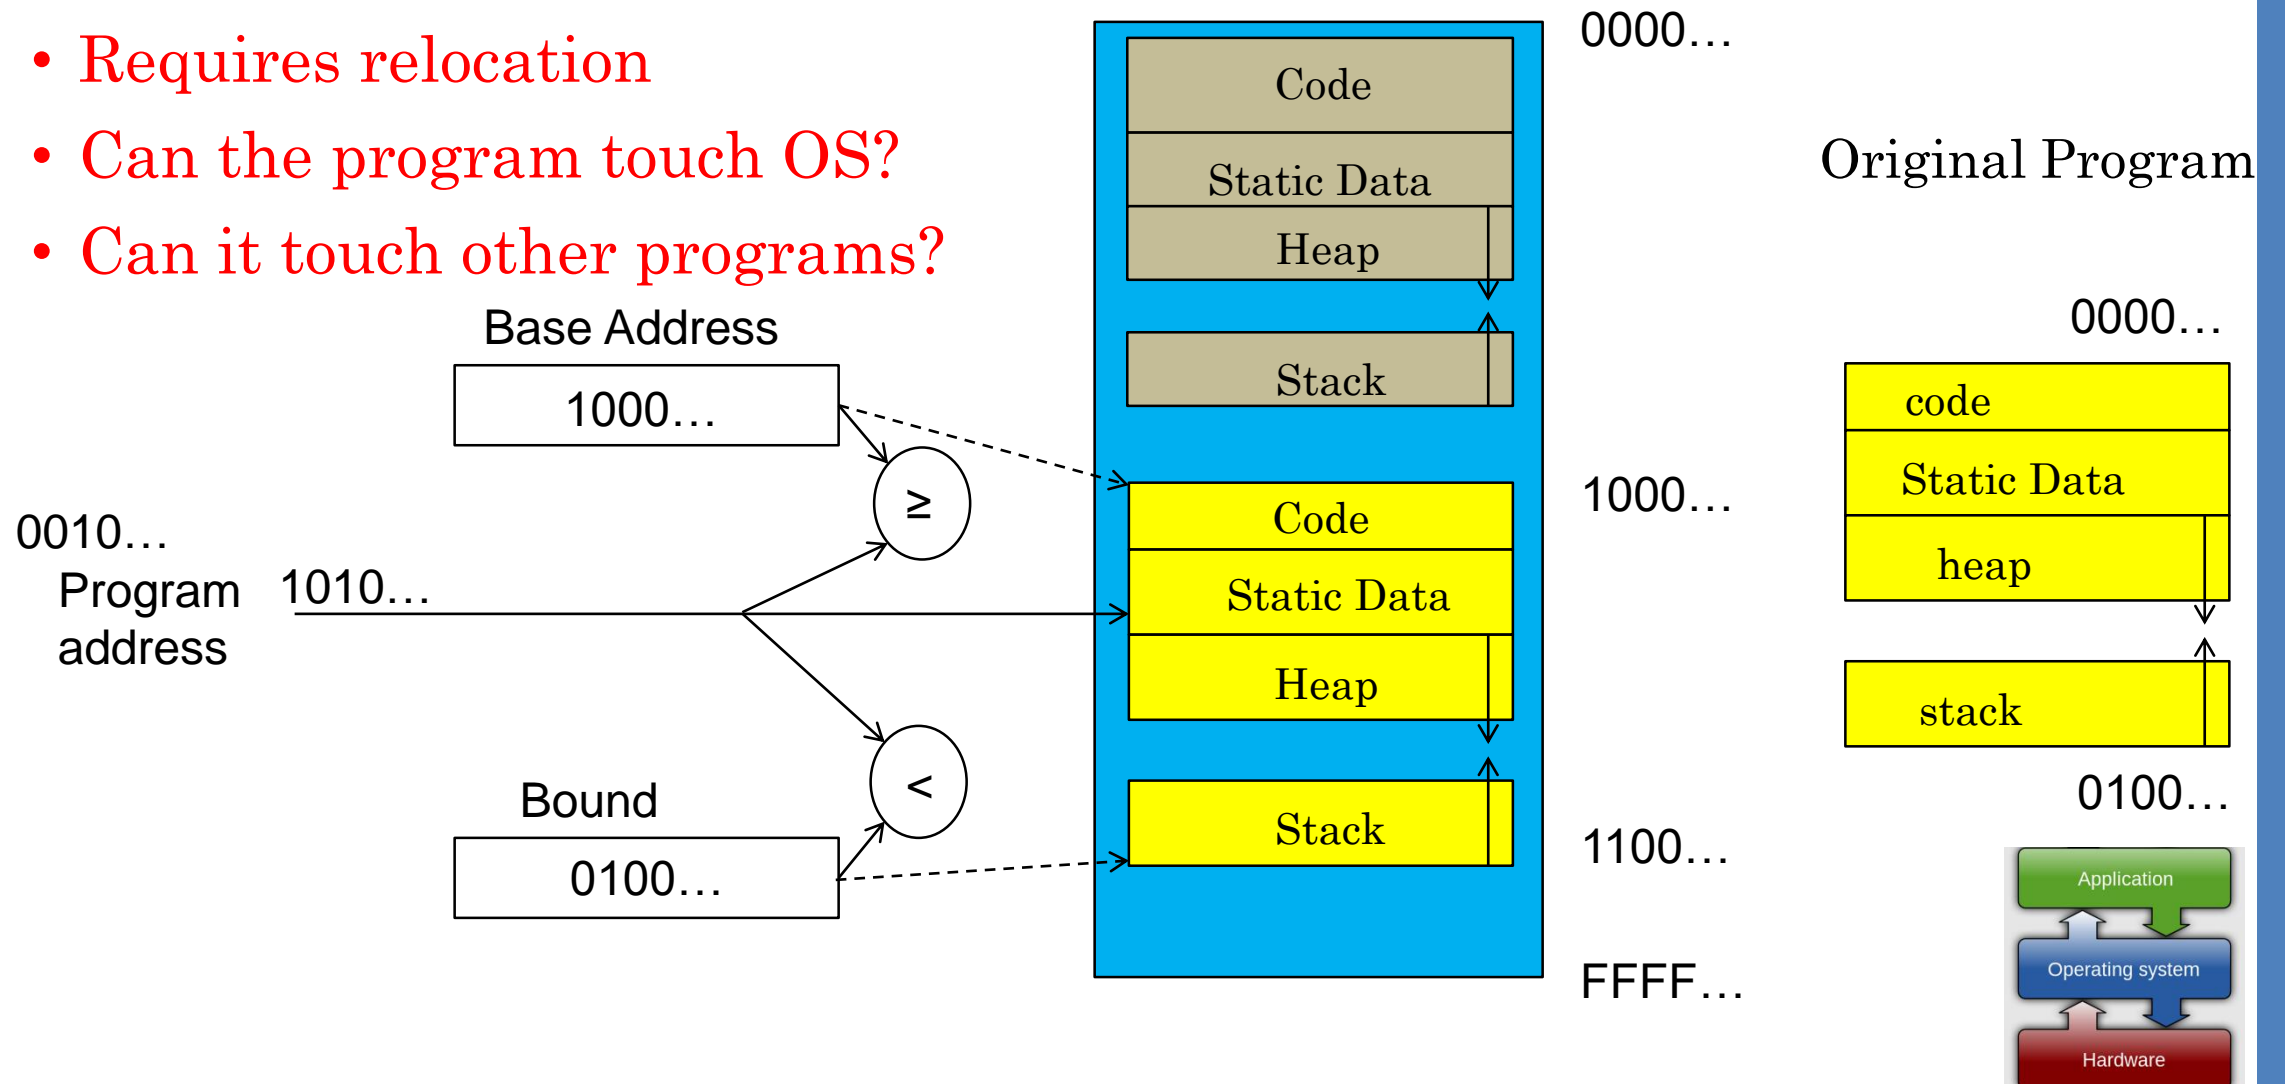 • Requires relocation
• Can the program touch OS?
• Can it touch other programs?
Base Address
1000…
≥
0010…
Program
address
1010…
<
Bound
0100…
Code
Static Data
Heap
Stack
Code
Static Data
Heap
Stack
0000…
1000…
1100…
FFFF…
Original Program
0000…
code
Static Data
heap
stack
0100…
Application
Operating system
Hardware